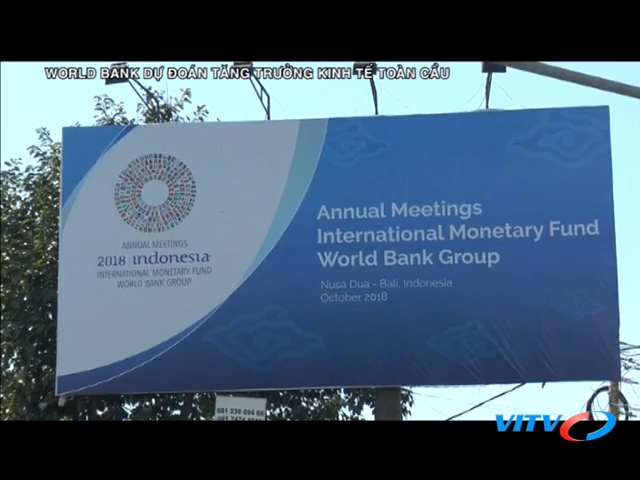 WORLD BANK DỰ ĐOÁN TĂNG TRƯỞNG KINH TẾ TOÀN CẦU
ANNUAL MEETINGS
2018 indonesia
INTERNATIONAL MONETARY FUND
WORLD BANK GROUP
Annual Meetings
International Monetary Fund
World Bank Group
Nusa Dua - Bali, Indonesia
October 2018
VITV